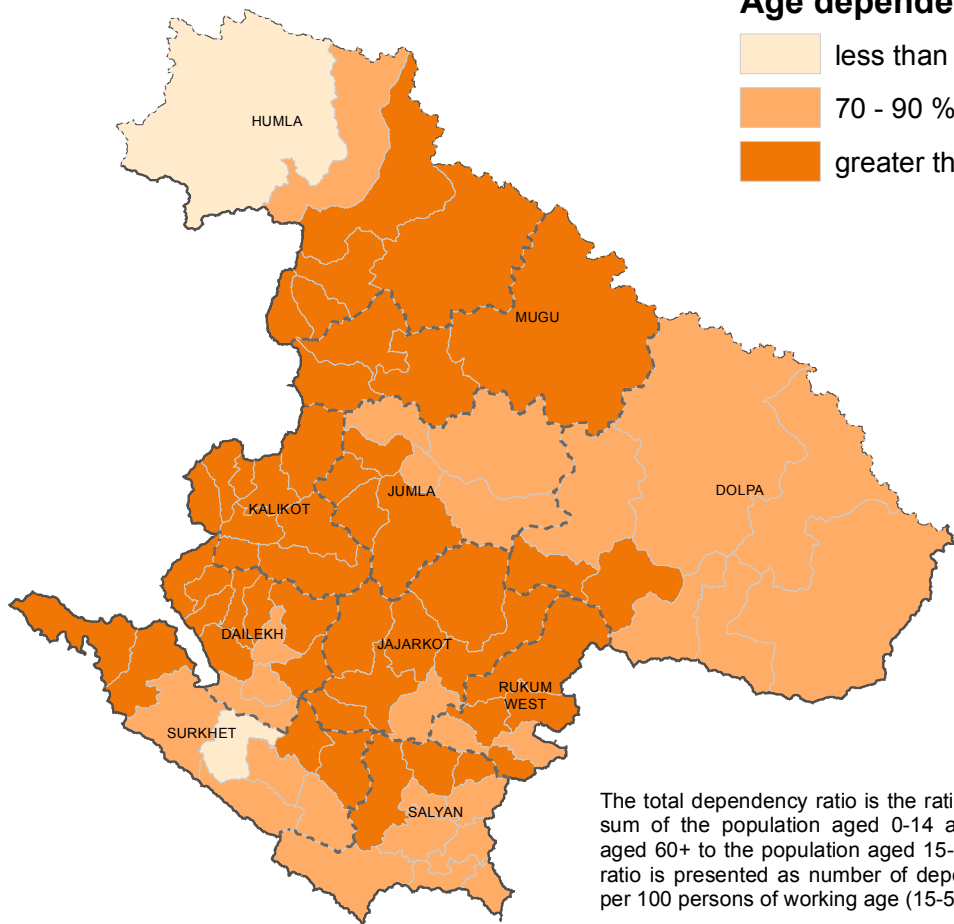 Age depende
less than
70 - 90 %
greater th
HUMLA
MUGU
DOLPA
JUMLA
KALIKOT
DAILEKH
JAJARKOT
RUKUM
WEST
SURKHET
SALYAN
The total dependency ratio is the rati
sum of the population aged 0-14 a
aged 60+ to the population aged 15-
ratio is presented as number of depe
per 100 persons of working age (15-5